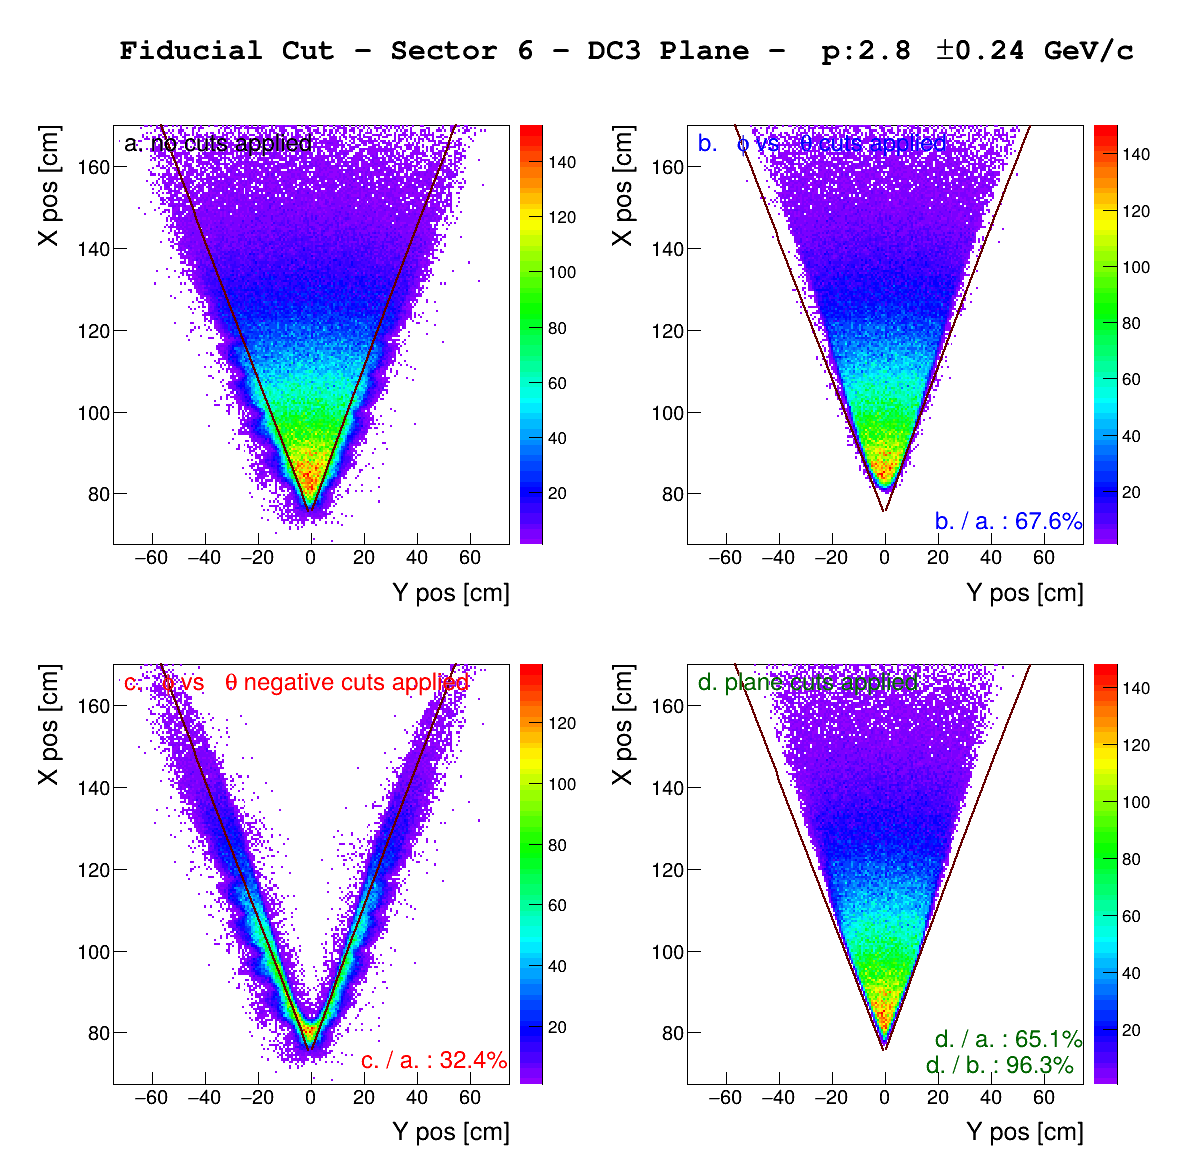 Fiducial Cut – Sector 6 – DC3 Plane – p:2.8 ±0.24 GeV/c
a. no cuts applied
X pos [cm]
160
140
120
100
80
−60 −40 −20 0 20 40 60
Y pos [cm]
140
120
100
80
60
40
20
b. ϕ vs θ cuts applied
X pos [cm]
160
140
120
100
80
b. / a. : 67.6%
−60 −40 −20 0 20 40 60
Y pos [cm]
140
120
100
80
60
40
20
c. ϕ vs θ negative cuts applied
X pos [cm]
160
140
120
100
80
c. / a. : 32.4%
−60 −40 −20 0 20 40 60
Y pos [cm]
120
100
80
60
40
20
d. plane cuts applied
X pos [cm]
160
140
120
100
80
d. / a. : 65.1%
d. / b. : 96.3%
−60 −40 −20 0 20 40 60
Y pos [cm]
140
120
100
80
60
40
20